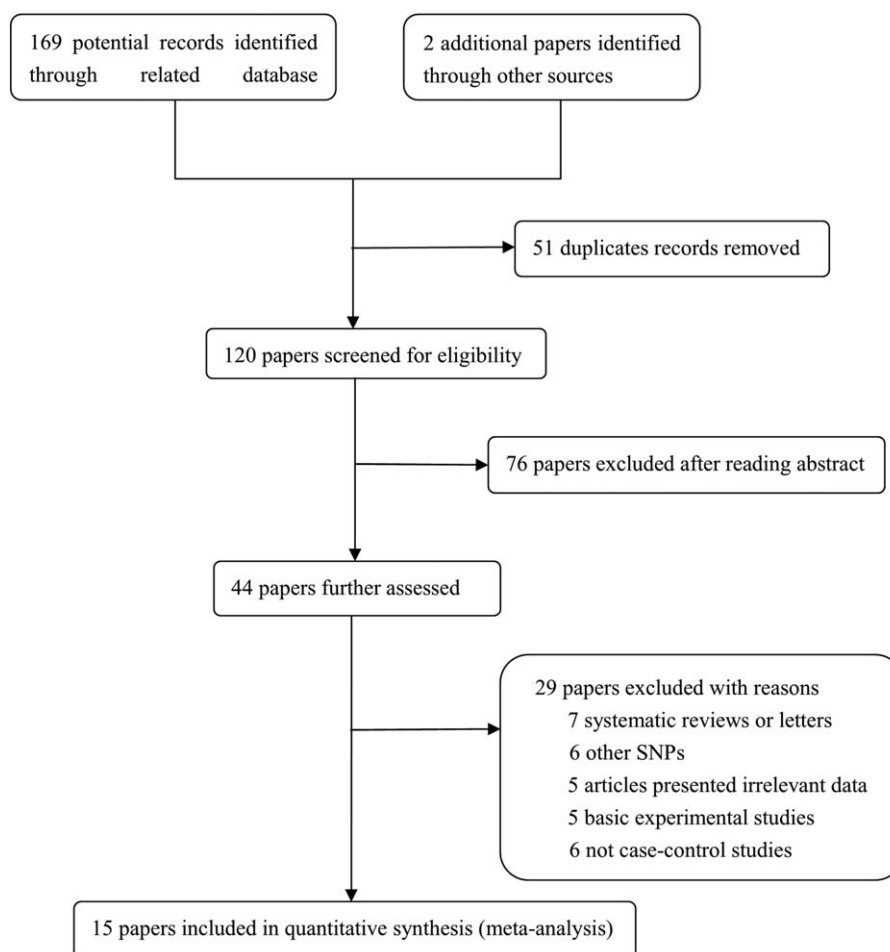 169 potential records identified
through related database
2 additional papers identified
through other sources
51 duplicates records removed
120 papers screened for eligibility
76 papers excluded after reading abstract
44 papers further assessed
29 papers excluded with reasons
7 systematic reviews or letters
6 other SNPs
5 articles presented irrelevant data
5 basic experimental studies
6 not case-control studies
15 papers included in quantitative synthesis (meta-analysis)